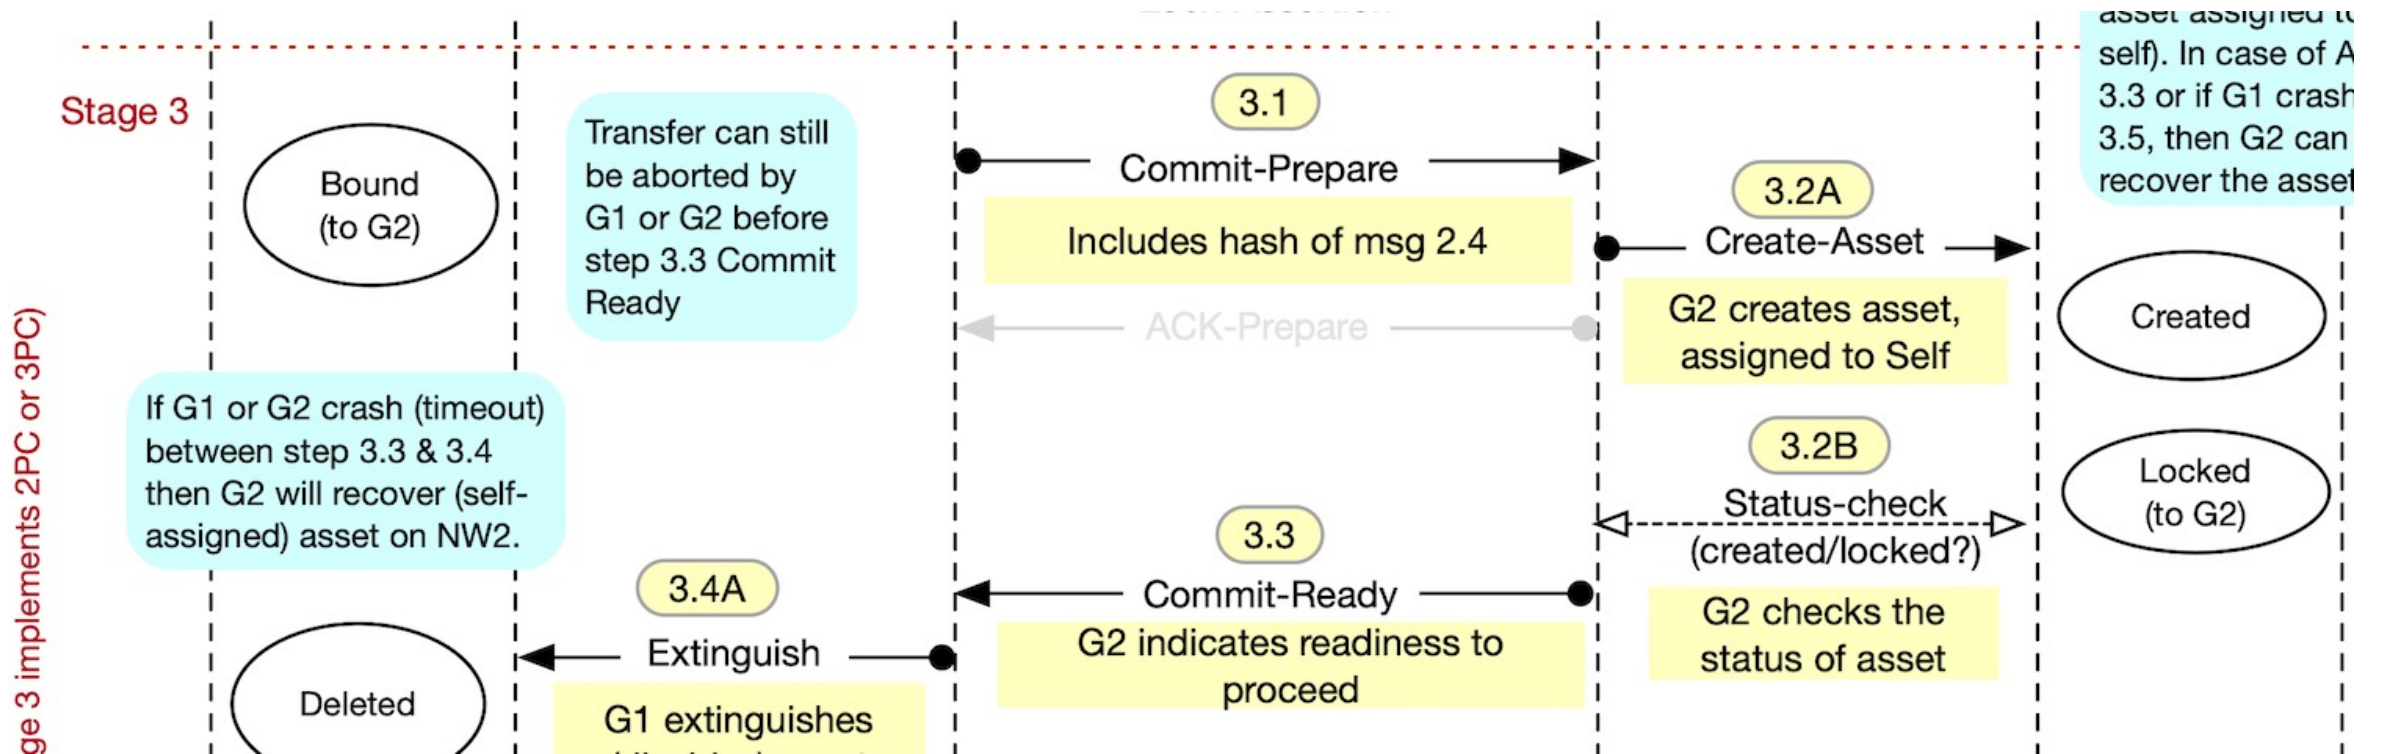 asset assigned
self). In case of A
3.3 or if G1 crash
3.5, then G2 can
recover the asset
Stage 3
Bound
(to G2)
Transfer can still
be aborted by
G1 or G2 before
step 3.3 Commit
Ready
3.1
Commit-Prepare
Includes hash of msg 2.4
ACK-Prepare
3.2A
Create-Asset
G2 creates asset,
assigned to Self
Created
ge 3 implements 2PC or 3PC)
If G1 or G2 crash (timeout)
between step 3.3 & 3.4
then G2 will recover (self-
assigned) asset on NW2.
3.2B
Status-check
(created/locked?)
G2 checks the
status of asset
Locked
(to G2)
3.3
Commit-Ready
G2 indicates readiness to
proceed
3.4A
Extinguish
G1 extinguishes
Deleted